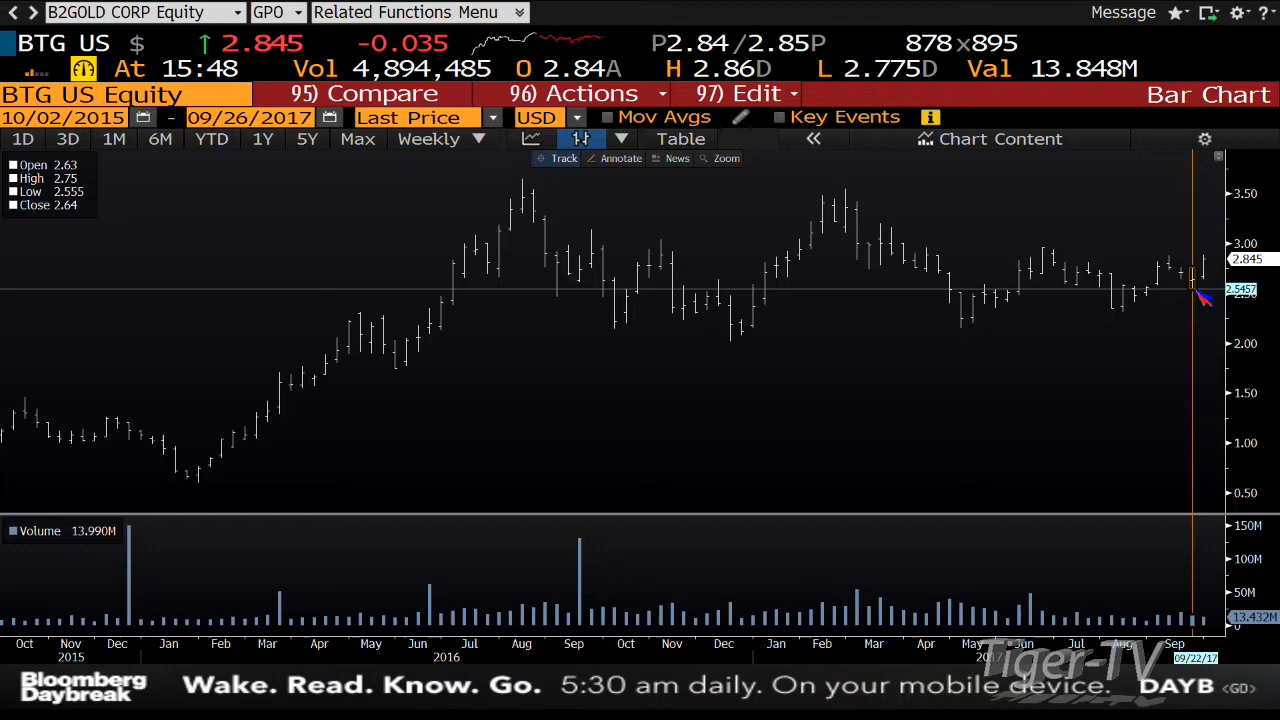 B2GOLD CORP Equity GPO Related Functions Menu Message ?
BTG US $ ↑ 2.845 -0.035 P2.84/2.85P 878x895
At 15:48 Vol 4,894,485 O 2.84A H 2.86D L 2.775D Val 13.848M
BTG US Equity 95) Compare 96) Actions 97) Edit Bar Chart
10/02/2015 - 09/26/2017 Last Price USD Mov Avgs Key Events
1D 3D 1M 6M YTD 1Y 5Y Max Weekly Table « Chart Content
Track Annotate News Zoom
Open 2.63
High 2.75
Low 2.555
Close 2.64
3.50
3.00
2.845
2.5457
2.50
2.00
1.50
1.00
0.50
Volume 13.990M
150M
100M
50M
13.432M
0
Oct Nov Dec Jan Feb Mar Apr May Jun Jul Aug Sep Oct Nov Dec Jan Feb Mar Apr May Jun Jul Aug Sep
2015 2016 2017 09/22/17
Tiger-TV
Bloomberg
Daybreak
Wake. Read. Know. Go. 5:30 am daily. On your mobile device. DAYB <GO>